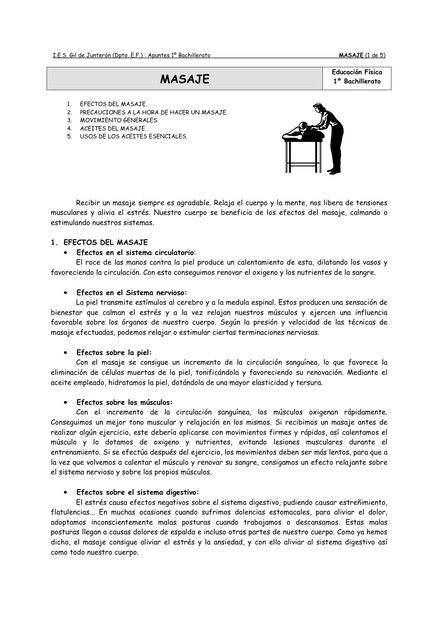 I.E.S. Gil de Junterón (Dpto. E.F.) : Apuntes 1º Bachillerato MASAJE (1 de 5)
MASAJE
Educación Física
1º Bachillerato
1. EFECTOS DEL MASAJE.
2. PRECAUCIONES A LA HORA DE HACER UN MASAJE.
3. MOVIMIENTO GENERALES.
4. ACEITES DEL MASAJE.
5. USOS DE LOS ACEITES ESENCIALES.
Recibir un masaje siempre es agradable. Relaja el cuerpo y la mente, nos libera de tensiones
musculares y alivia el estrés. Nuestro cuerpo se beneficia de los efectos del masaje, calmando o
estimulando nuestros sistemas.
1. EFECTOS DEL MASAJE
• Efectos en el sistema circulatorio:
El roce de las manos contra la piel produce un calentamiento de esta, dilatando los vasos y
favoreciendo la circulación. Con esto conseguimos renovar el oxigeno y los nutrientes de la sangre.
• Efectos en el Sistema nervioso:
La piel transmite estímulos al cerebro y a la medula espinal. Estos producen una sensación de
bienestar que calman el estrés y a la vez relajan nuestros músculos y ejercen una influencia
favorable sobre los órganos de nuestro cuerpo. Según la presión y velocidad de las técnicas de
masaje efectuadas, podemos relajar o estimular ciertas terminaciones nerviosas.
• Efectos sobre la piel:
Con el masaje se consigue un incremento de la circulación sanguínea, lo que favorece la
eliminación de células muertas de la piel, tonificándola y favoreciendo su renovación. Mediante el
aceite empleado, hidratamos la piel, dotándola de una mayor elasticidad y tersura.
• Efectos sobre los músculos:
Con el incremento de la circulación sanguínea, los músculos oxigenan rápidamente.
Conseguimos un mejor tono muscular y relajación en los mismos. Si recibimos un masaje antes de
realizar algún ejercicio, este debería aplicarse con movimientos firmes y rápidos, así calentamos el
músculo y lo dotamos de oxigeno y nutrientes, evitando lesiones musculares durante el
entrenamiento. Si se efectúa después del ejercicio, los movimientos deben ser más lentos, para que a
la vez que volvemos a calentar el músculo y renovar su sangre, consigamos un efecto relajante sobre
el sistema nervioso y sobre los propios músculos.
• Efectos sobre el sistema digestivo:
El estrés causa efectos negativos sobre el sistema digestivo, pudiendo causar estreñimiento,
flatulencias... En muchas ocasiones cuando sufrimos dolencias estomacales, para aliviar el dolor,
adoptamos inconscientemente malas posturas cuando trabajamos o descansamos. Estas malas
posturas llegan a causas dolores de espalda e incluso otras partes de nuestro cuerpo. Como ya hemos
dicho, el masaje consigue aliviar el estrés y la ansiedad, y con ello aliviar al sistema digestivo así
como todo nuestro cuerpo.